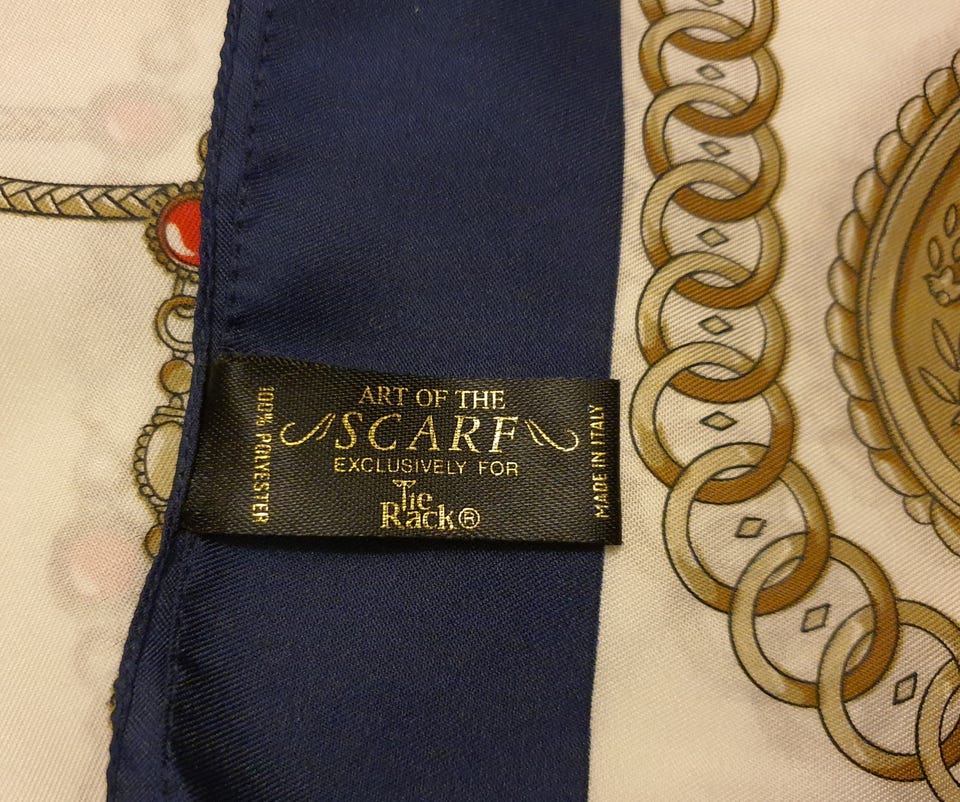 ART OF THE
SCARF
EXCLUSIVELY FOR
Tie
Rack®
100% POLYESTER
MADE IN ITALY